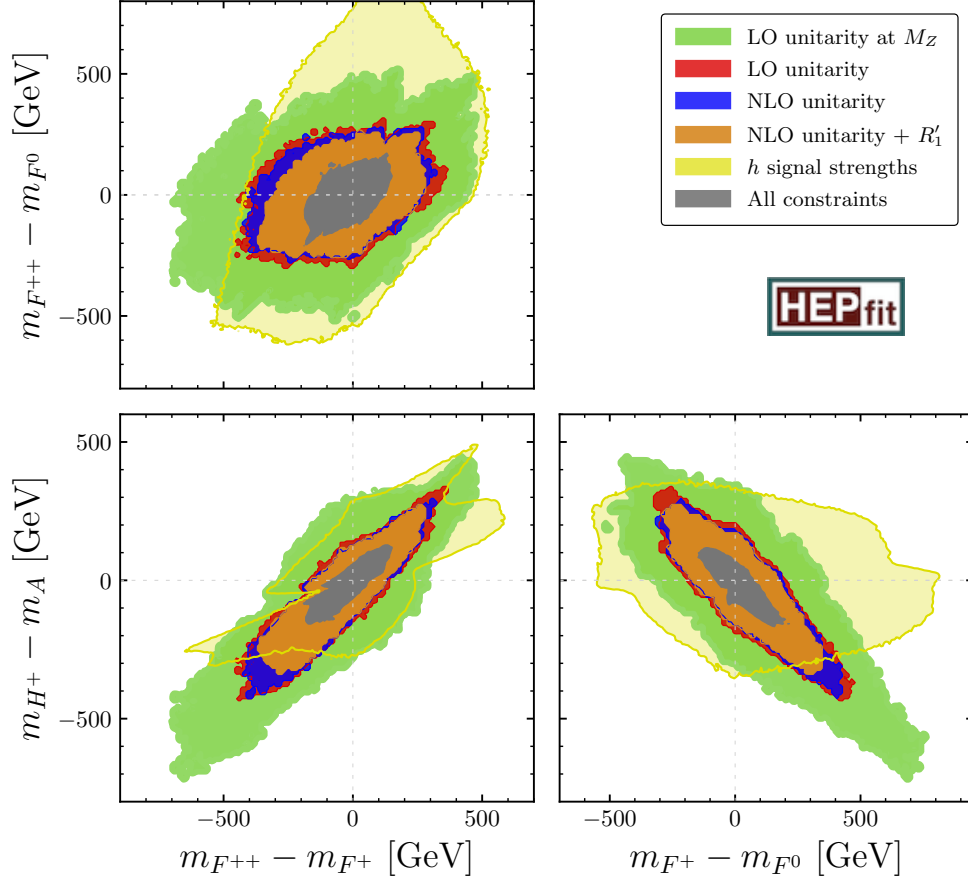 m_{F^{++}} − m_{F^0} [GeV]
500
0
−500
LO unitarity at M_Z
LO unitarity
NLO unitarity
NLO unitarity + R′_1
h signal strengths
All constraints
HEPfit
m_{H^+} − m_A [GeV]
500
0
−500
−500 0 500
−500 0 500
m_{F^{++}} − m_{F^+} [GeV]
m_{F^+} − m_{F^0} [GeV]